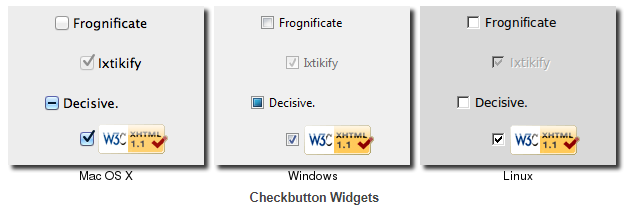 Frognificate
Ixtikify
Decisive.
W3C XHTML 1.1
Mac OS X
Frognificate
Ixtikify
Decisive.
W3C XHTML 1.1
Windows
Frognificate
Ixtikify
Decisive.
W3C XHTML 1.1
Linux
Checkbutton Widgets